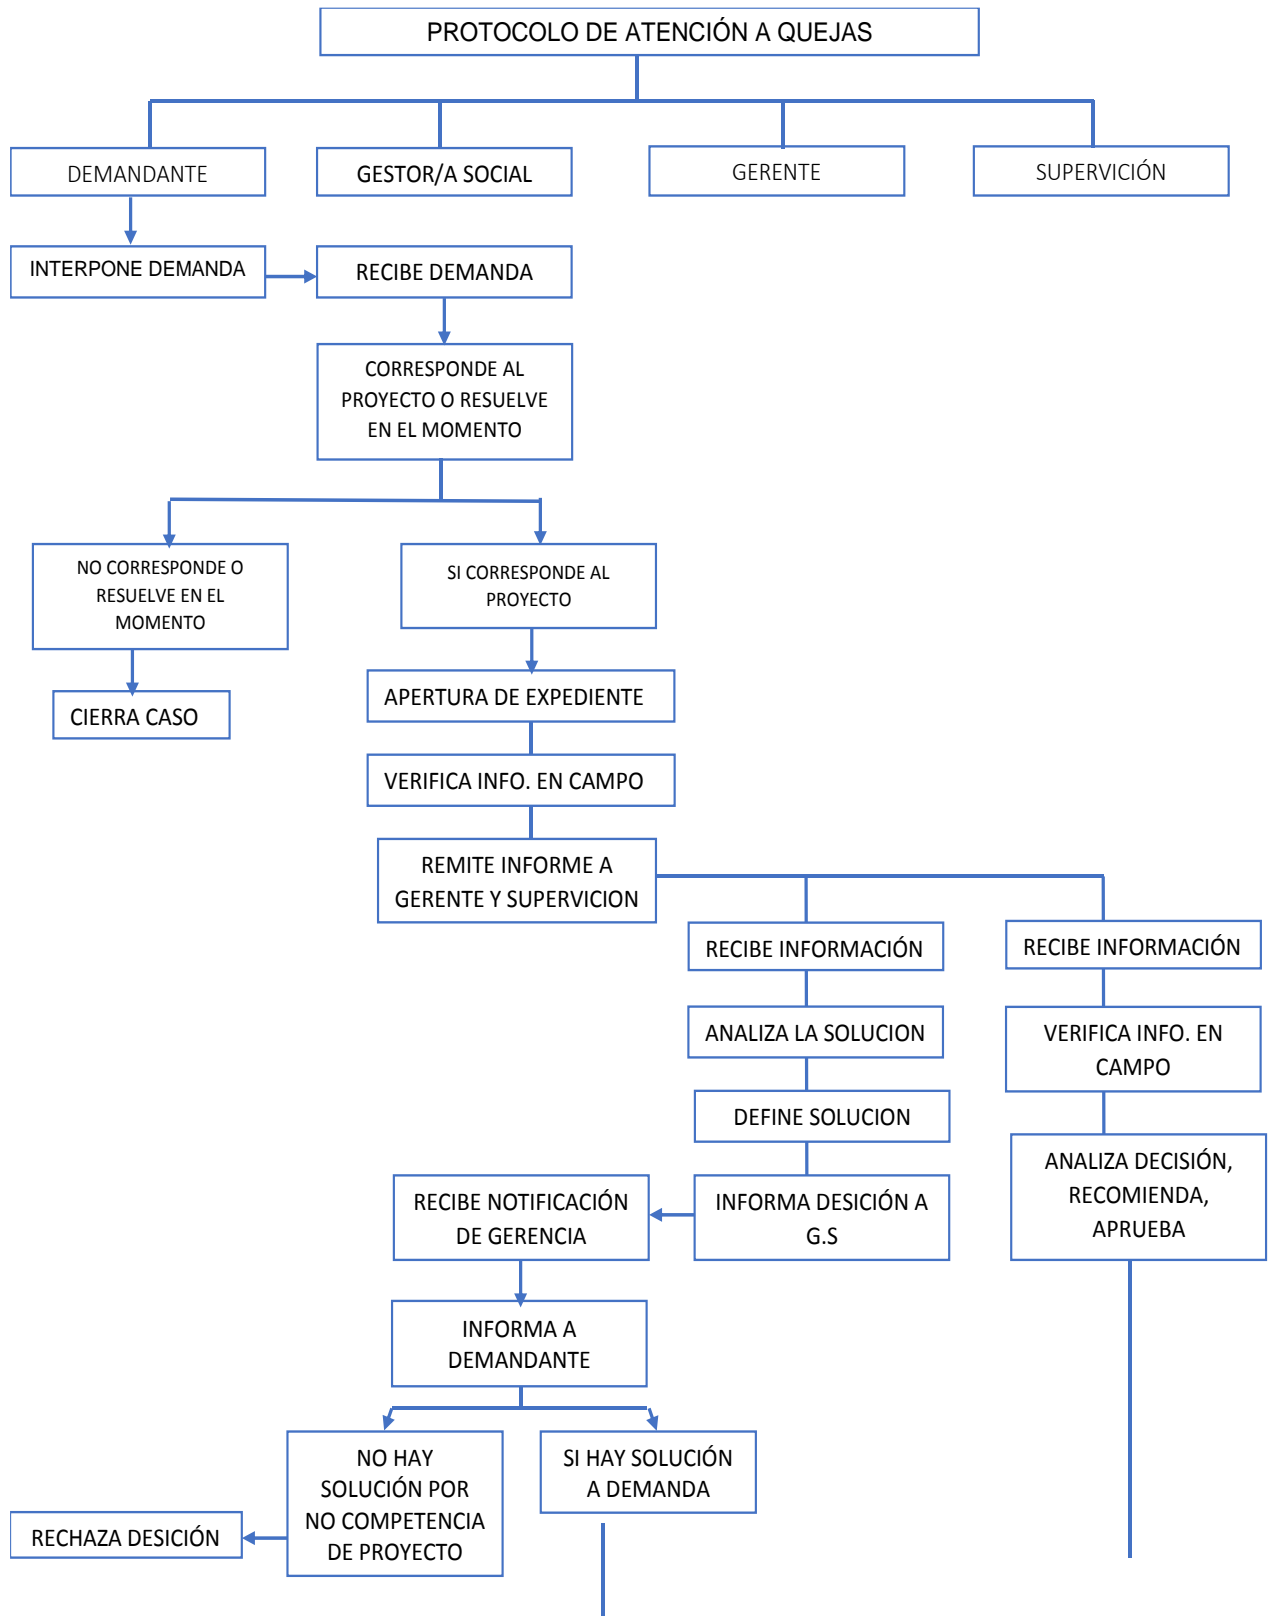 PROTOCOLO DE ATENCIÓN A QUEJAS
DEMANDANTE
GESTOR/A SOCIAL
GERENTE
SUPERVICIÓN
INTERPONE DEMANDA
RECIBE DEMANDA
CORRESPONDE AL
PROYECTO O RESUELVE
EN EL MOMENTO
NO CORRESPONDE O
RESUELVE EN EL
MOMENTO
SI CORRESPONDE AL
PROYECTO
CIERRA CASO
APERTURA DE EXPEDIENTE
VERIFICA INFO. EN CAMPO
REMITE INFORME A
GERENTE Y SUPERVICION
RECIBE INFORMACIÓN
RECIBE INFORMACIÓN
ANALIZA LA SOLUCION
VERIFICA INFO. EN
CAMPO
DEFINE SOLUCION
ANALIZA DECISIÓN,
RECOMIENDA,
APRUEBA
INFORMA DESICIÓN A
G.S
RECIBE NOTIFICACIÓN
DE GERENCIA
INFORMA A
DEMANDANTE
NO HAY
SOLUCIÓN POR
NO COMPETENCIA
DE PROYECTO
SI HAY SOLUCIÓN
A DEMANDA
RECHAZA DESICIÓN